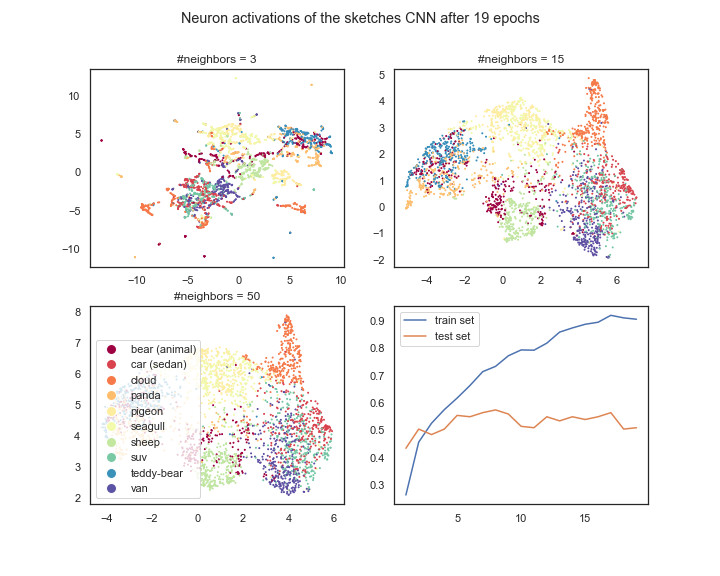 Neuron activations of the sketches CNN after 19 epochs
#neighbors = 3
10
5
0
−5
−10
−10
−5
0
5
10
#neighbors = 15
5
4
3
2
1
0
−1
−2
−4
−2
0
2
4
6
#neighbors = 50
8
7
6
5
4
3
2
bear (animal)
car (sedan)
cloud
panda
pigeon
seagull
sheep
suv
teddy-bear
van
−4
−2
0
2
4
6
train set
test set
0.9
0.8
0.7
0.6
0.5
0.4
0.3
5
10
15